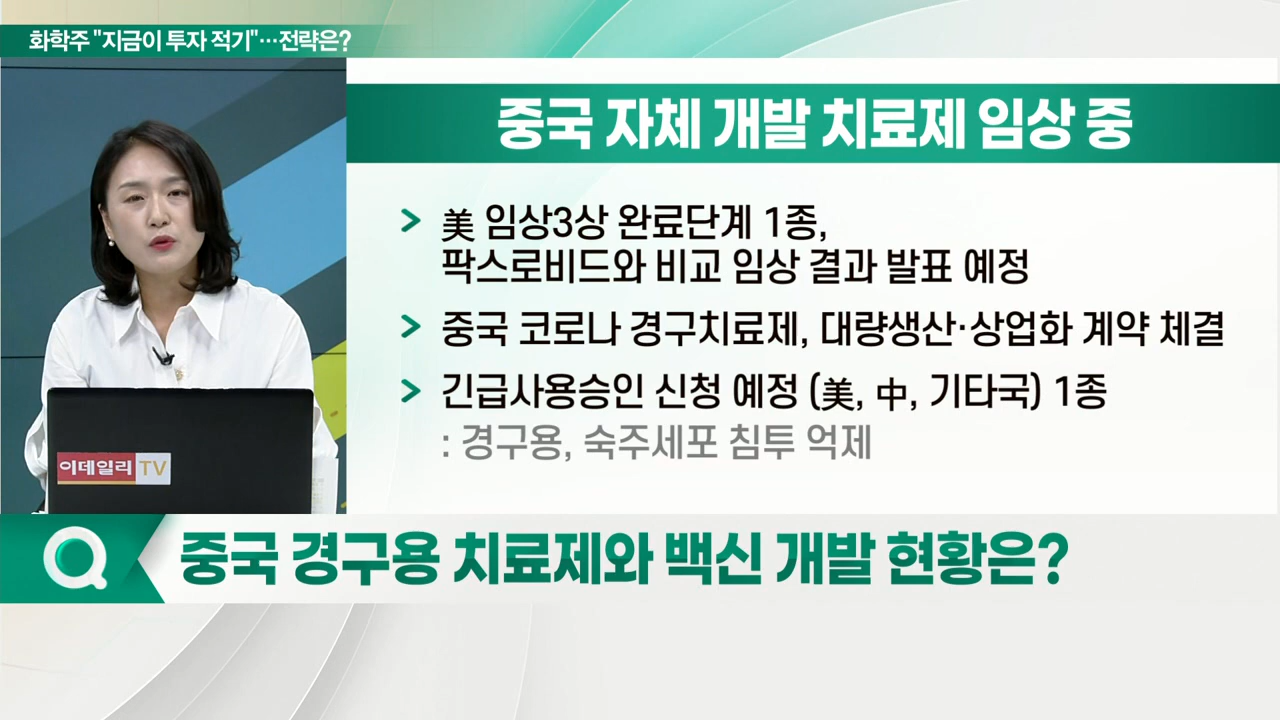 화학주 "지금이 투자 적기"…전략은?
중국 자체 개발 치료제 임상 중
> 美 임상3상 완료단계 1종,
팍스로비드와 비교 임상 결과 발표 예정
> 중국 코로나 경구치료제, 대량생산·상업화 계약 체결
> 긴급사용승인 신청 예정 (美, 中, 기타국) 1종
: 경구용, 숙주세포 침투 억제
이데일리 TV
Q 중국 경구용 치료제와 백신 개발 현황은?